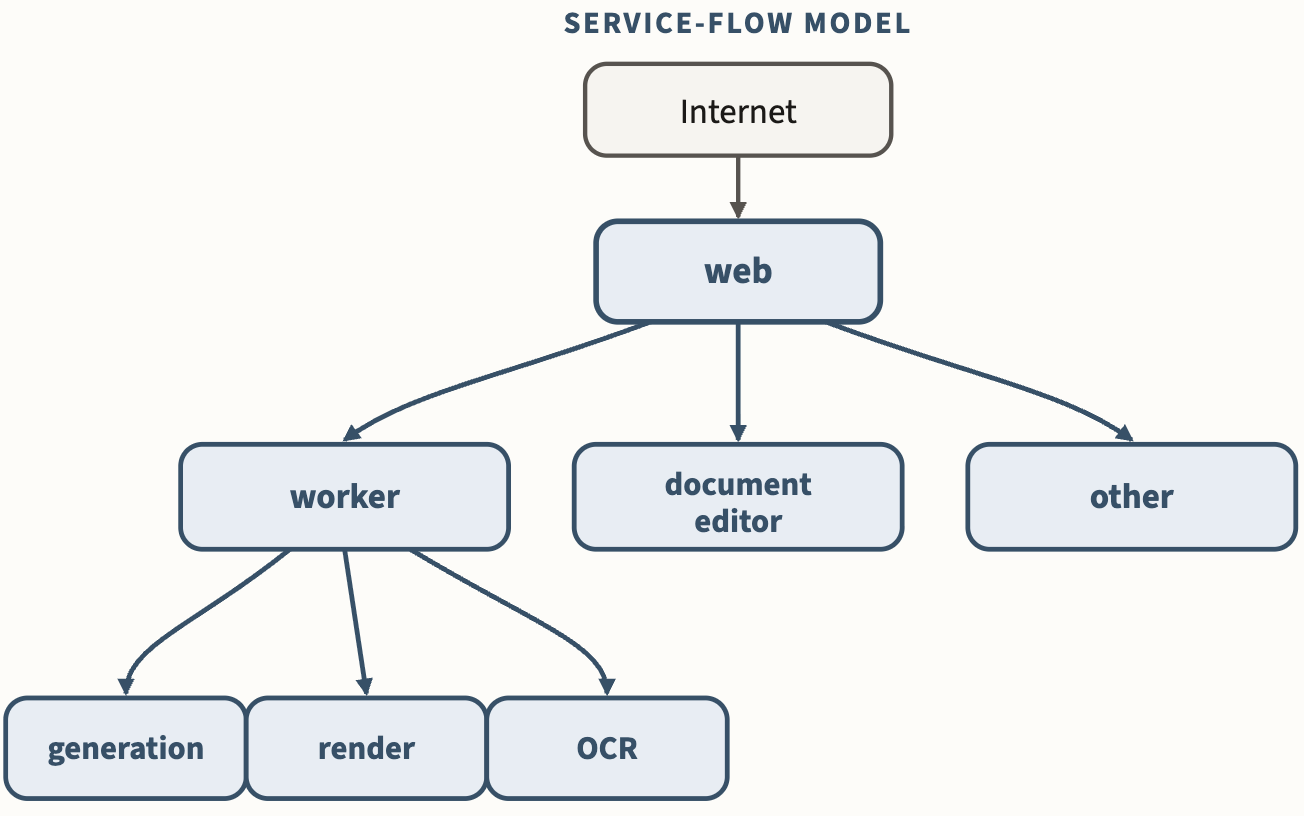 SERVICE-FLOW MODEL
Internet
web
worker
document
editor
other
generation
render
OCR